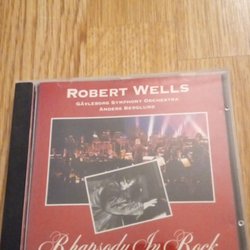 ROBERT WELLS
GÄVLEBORG SYMPHONY ORCHESTRA
ANDERS BERGLUND
Rhapsody In Rock